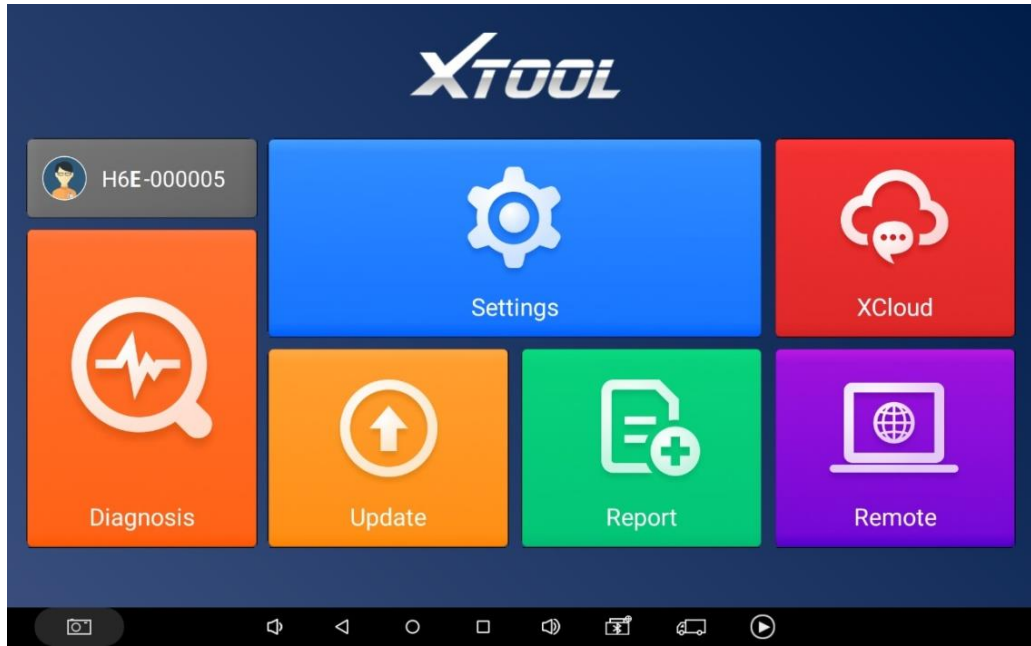 XTOOL
H6E-000005
Settings
XCloud
Diagnosis
Update
Report
Remote